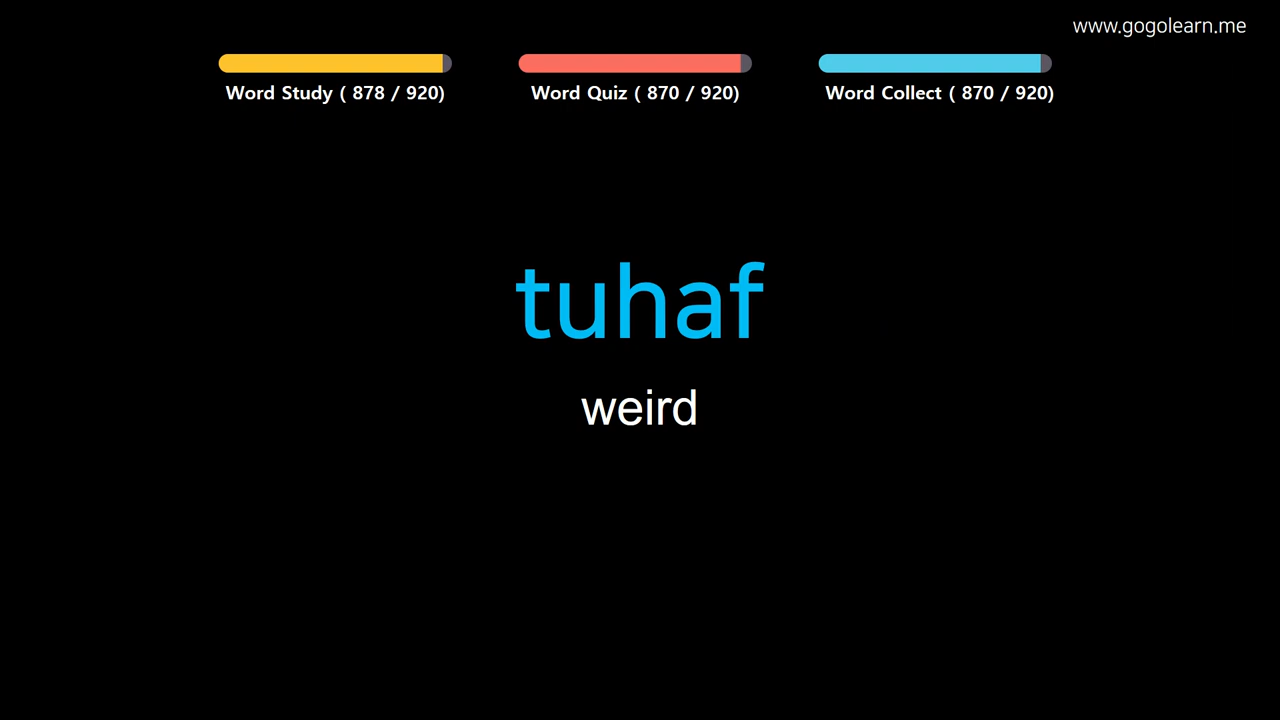 www.gogolearn.me
Word Study ( 878 / 920)
Word Quiz ( 870 / 920)
Word Collect ( 870 / 920)
tuhaf
weird